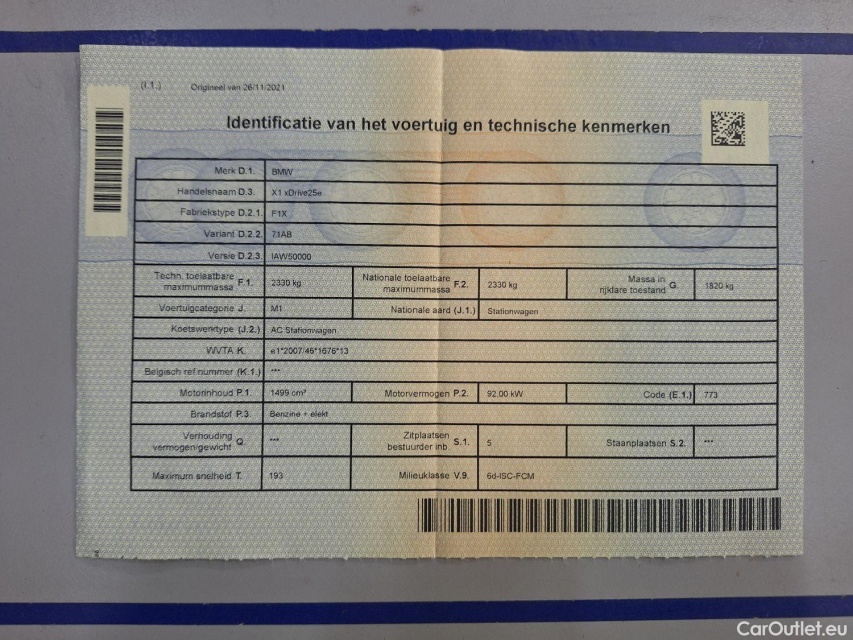 (I.1.) Origineel van 26/11/2021
Identificatie van het voertuig en technische kenmerken
Merk D.1. BMW
Handelsnaam D.3. X1 xDrive25e
Fabriekstype D.2.1. F1X
Variant D.2.2. 71AB
Versie D.2.3. IAW50000
Techn. toelaatbare maximummassa F.1. 2330 kg Nationale toelaatbare maximummassa F.2. 2330 kg Massa in rijklare toestand G. 1820 kg
Voertuigcategorie J. M1 Nationale aard (J.1.) Stationwagen
Koetswerktype (J.2.) AC Stationwagen
WVTA K. e1*2007/46*1676*13
Belgisch ref.nummer (K.1.) ***
Motorinhoud P.1. 1499 cm³ Motorvermogen P.2. 92.00 kW Code (E.1.) 773
Brandstof P.3. Benzine + elekt
Verhouding vermogen/gewicht Q. *** Zitplaatsen bestuurder inb. S.1. 5 Staanplaatsen S.2. ***
Maximum snelheid T. 193 Milieuklasse V.9. 6d-ISC-FCM
CarOutlet.eu